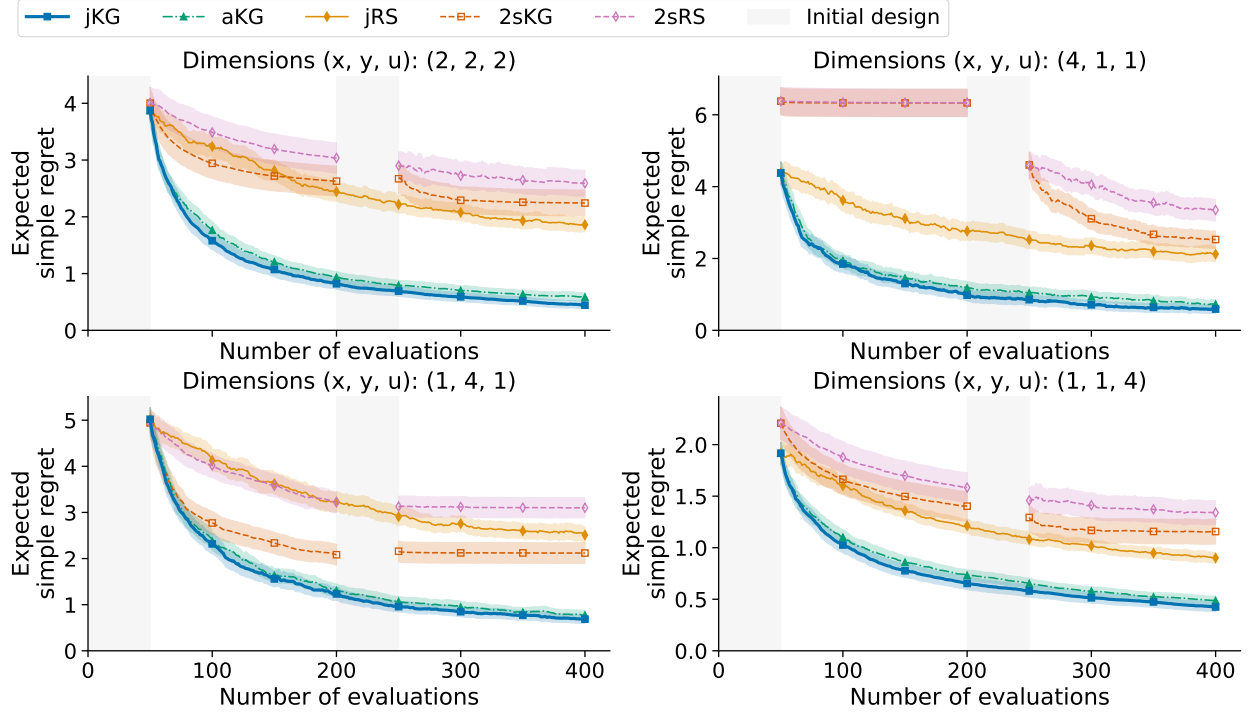 jKG aKG jRS 2sKG 2sRS Initial design
Dimensions (x, y, u): (2, 2, 2)
Expected
simple regret
4
3
2
1
0
Number of evaluations
Dimensions (x, y, u): (4, 1, 1)
Expected
simple regret
6
4
2
0
Number of evaluations
Dimensions (x, y, u): (1, 4, 1)
Expected
simple regret
5
4
3
2
1
0
0 100 200 300 400
Number of evaluations
Dimensions (x, y, u): (1, 1, 4)
Expected
simple regret
2.0
1.5
1.0
0.5
0.0
0 100 200 300 400
Number of evaluations